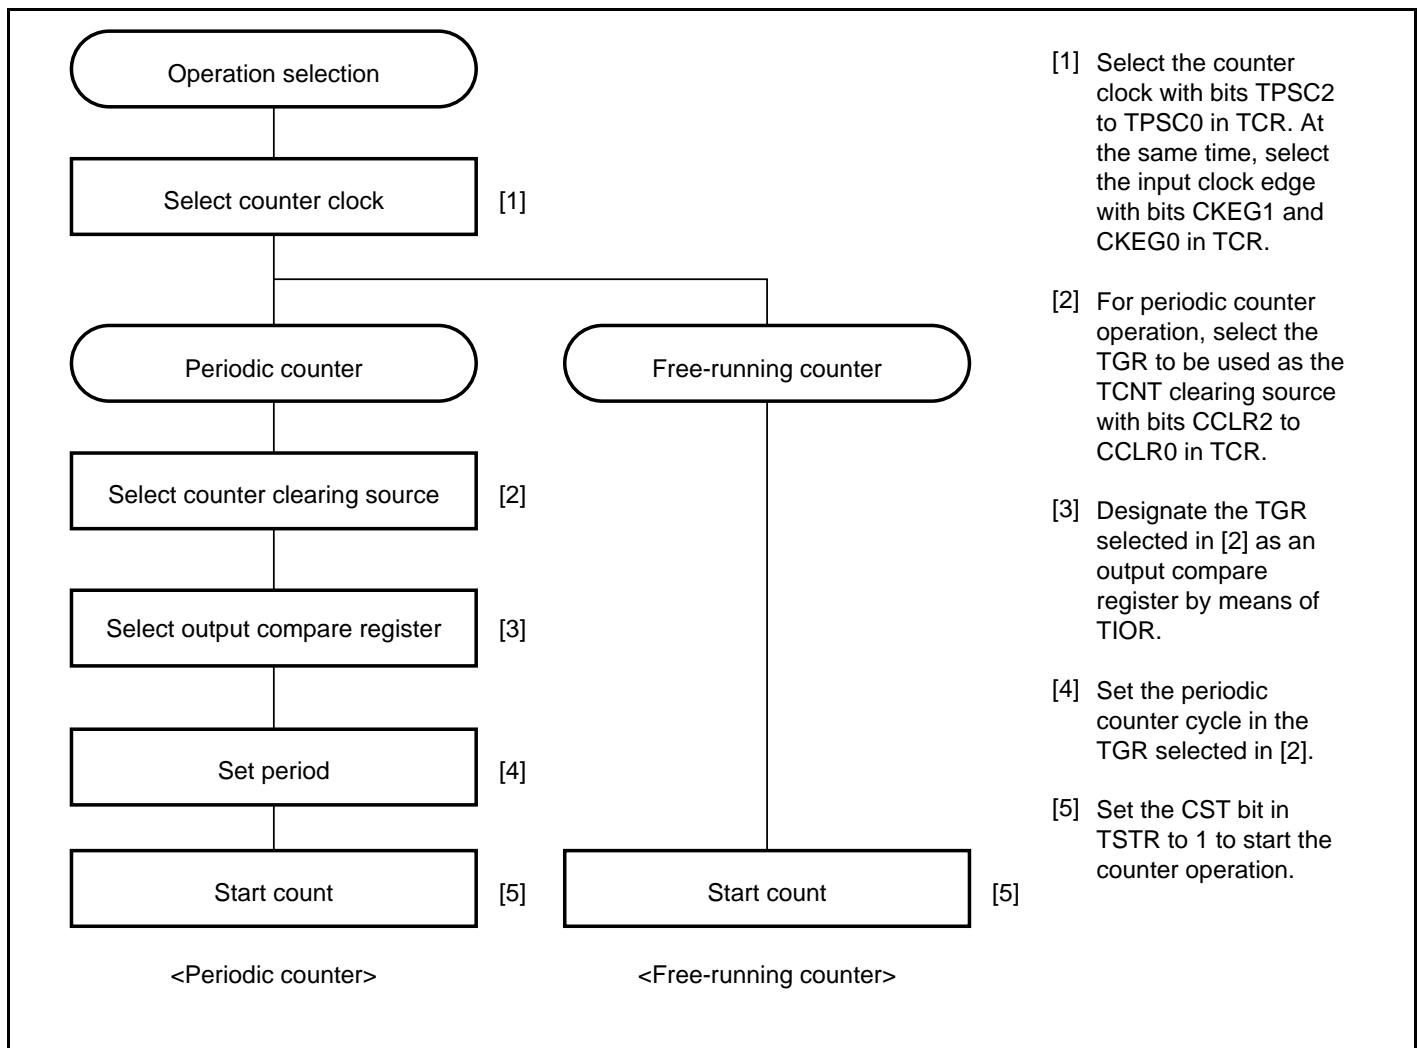 Operation selection
Select counter clock
[1]
Periodic counter
Free-running counter
Select counter clearing source
[2]
Select output compare register
[3]
Set period
[4]
Start count
[5]
Start count
[5]
<Periodic counter>
<Free-running counter>
[1] Select the counter
clock with bits TPSC2
to TPSC0 in TCR. At
the same time, select
the input clock edge
with bits CKEG1 and
CKEG0 in TCR.
[2] For periodic counter
operation, select the
TGR to be used as the
TCNT clearing source
with bits CCLR2 to
CCLR0 in TCR.
[3] Designate the TGR
selected in [2] as an
output compare
register by means of
TIOR.
[4] Set the periodic
counter cycle in the
TGR selected in [2].
[5] Set the CST bit in
TSTR to 1 to start the
counter operation.